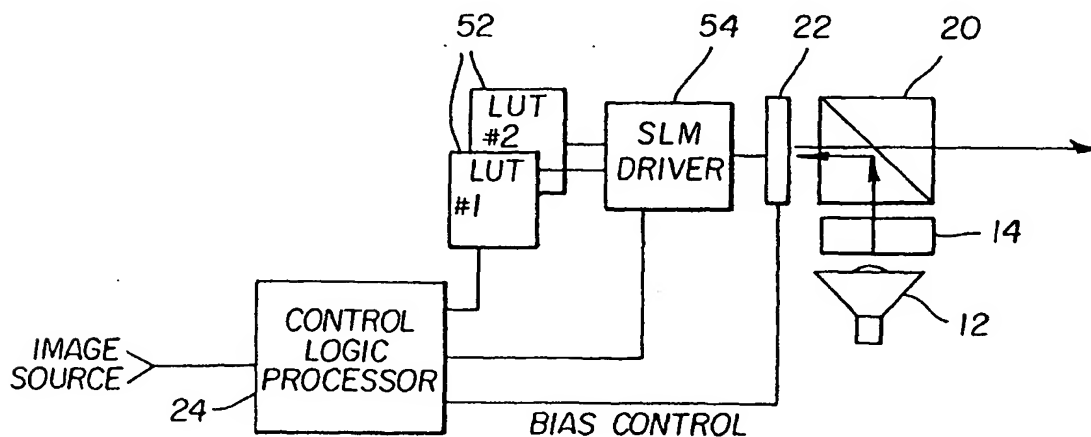 52
54
22
20
LUT
#2
LUT
#1
SLM
DRIVER
14
12
CONTROL
LOGIC
PROCESSOR
IMAGE
SOURCE
24
BIAS CONTROL